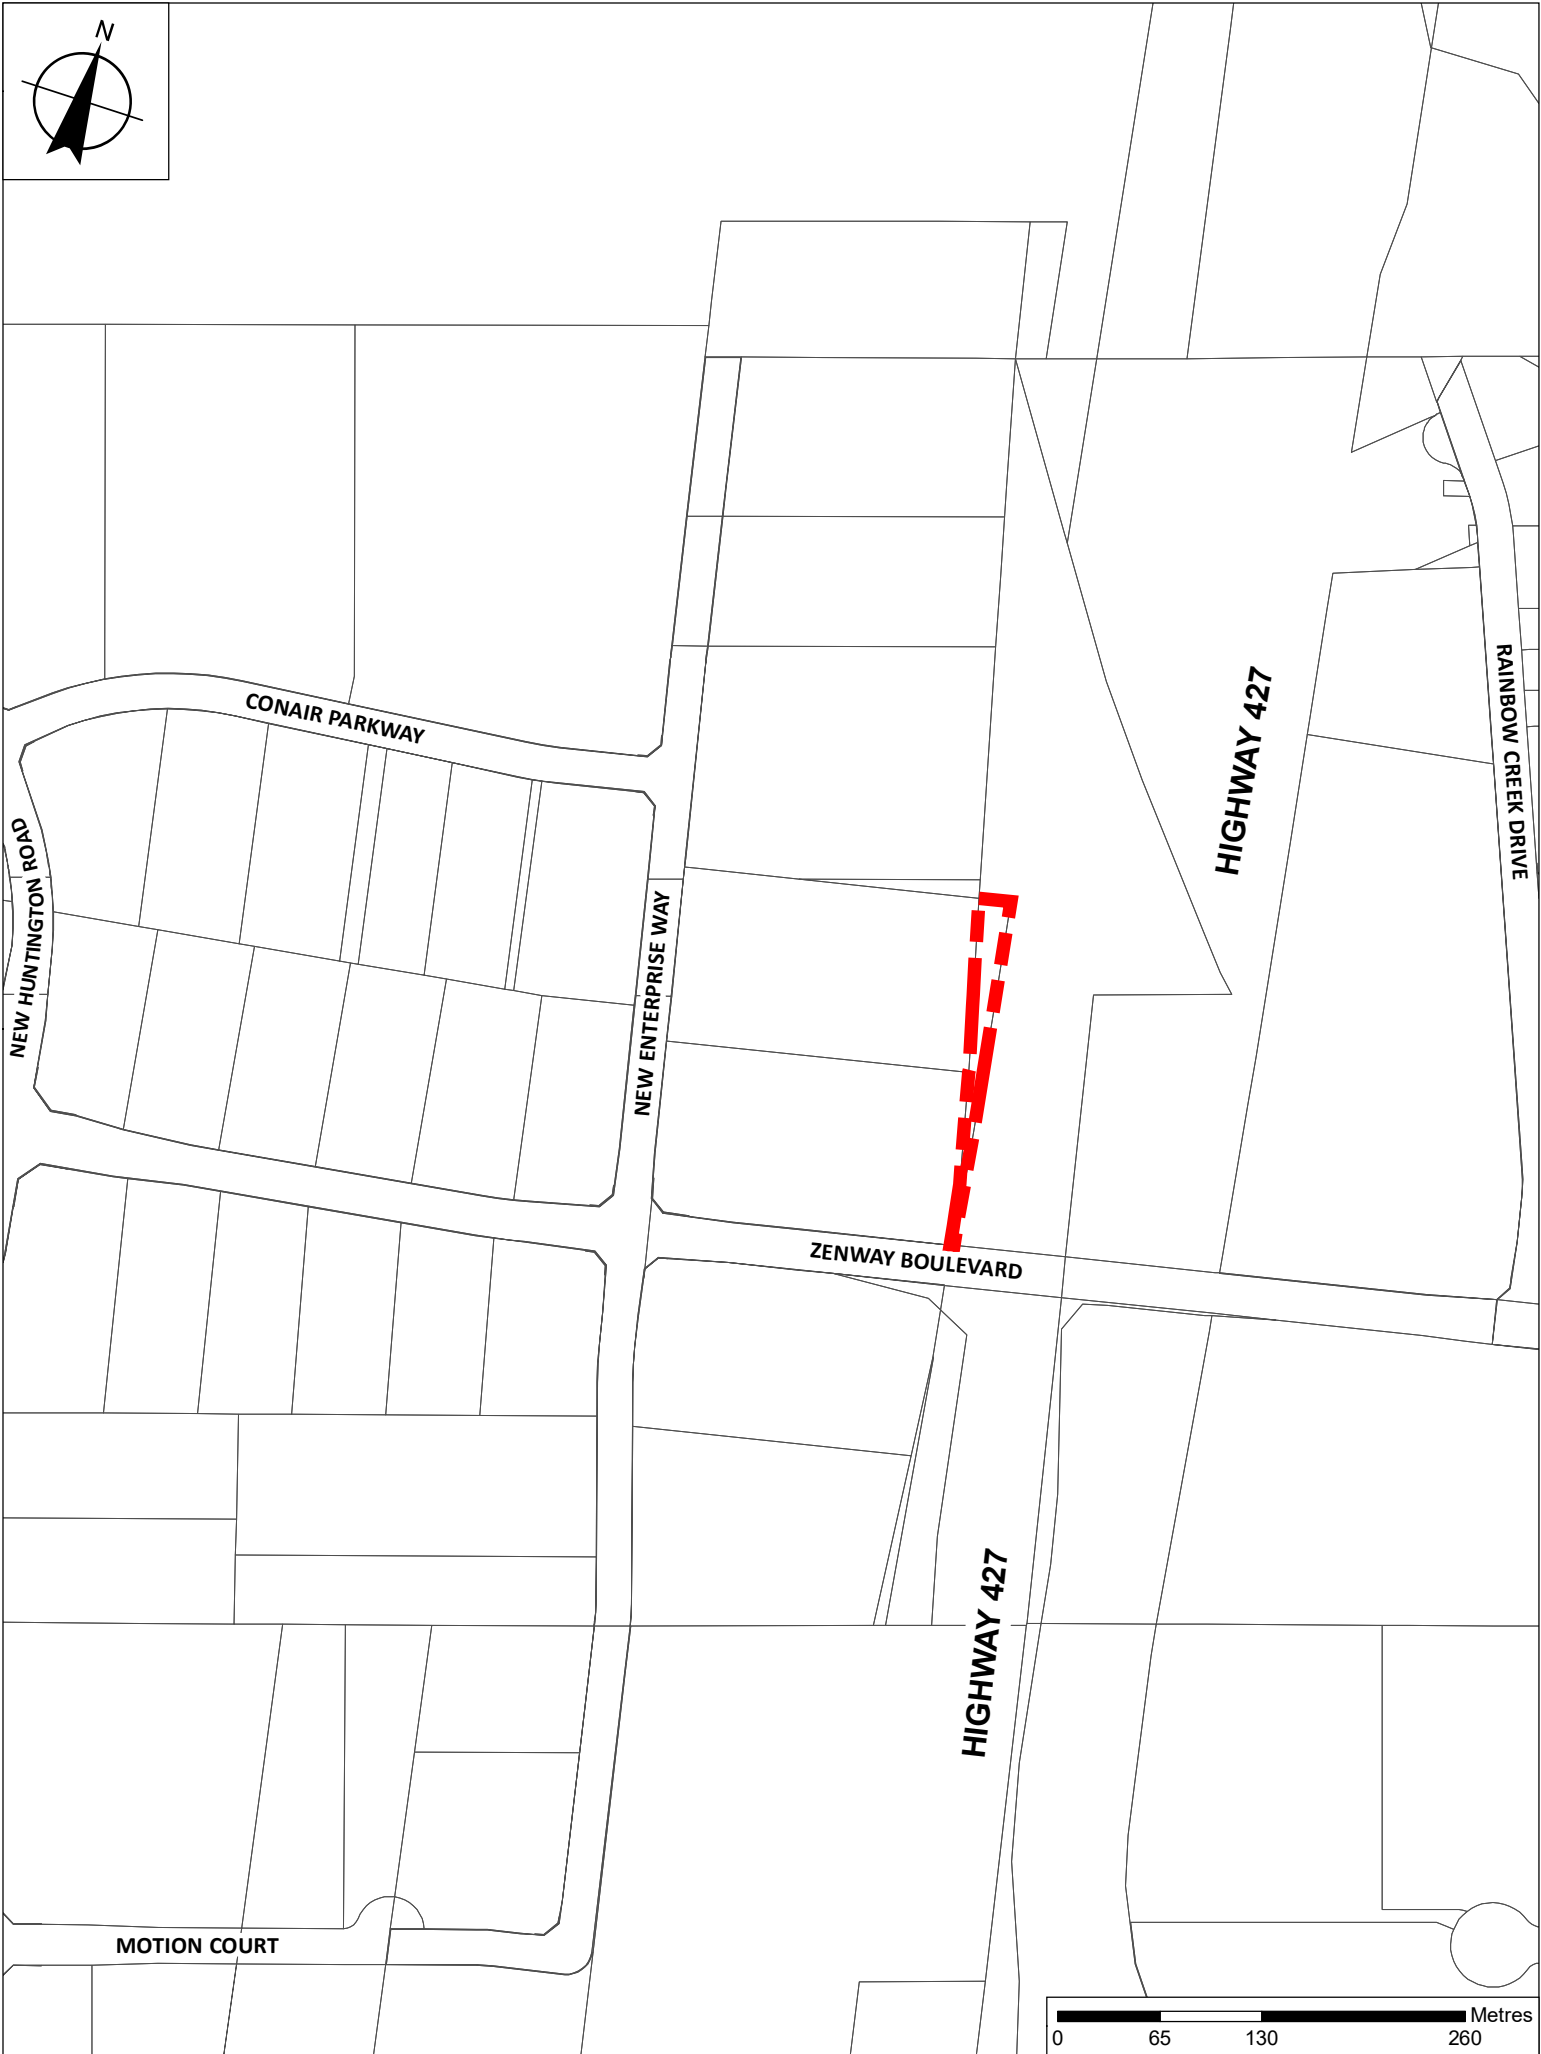 N
CONAIR PARKWAY
HIGHWAY 427
RAINBOW CREEK DRIVE
NEW HUNTINGTON ROAD
NEW ENTERPRISE WAY
ZENWAY BOULEVARD
HIGHWAY 427
MOTION COURT
Metres
0 65 130 260